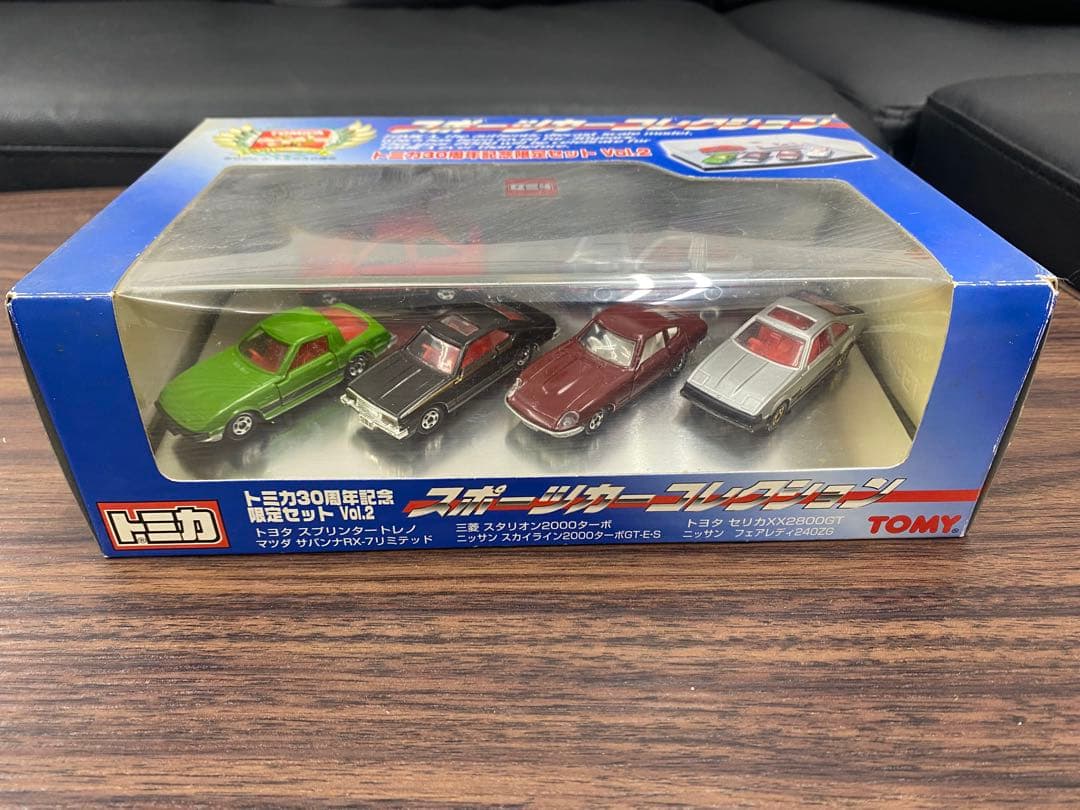 スポーツカーコレクション
トミカ30周年記念限定セット Vol.2
トミカ
トミカ30周年記念
限定セット Vol.2
スポーツカーコレクション
トヨタ スプリンタートレノ
マツダ サバンナRX-7リミテッド
三菱 スタリオン2000ターボ
ニッサン スカイライン2000ターボGT-E・S
トヨタ セリカXX2800GT
ニッサン フェアレディ240ZG
TOMY